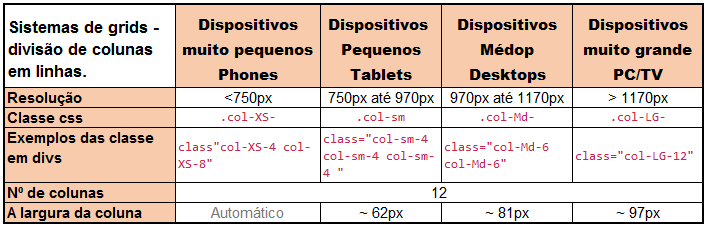 Sistemas de grids -
divisão de colunas
em linhas.
Dispositivos
muito pequenos
Phones
Dispositivos
Pequenos
Tablets
Dispositivos
Médop
Desktops
Dispositivos
muito grande
PC/TV
Resolução
<750px
750px até 970px
970px até 1170px
> 1170px
Classe css
.col-XS-
.col-sm
.col-Md-
.col-LG-
Exemplos das classe
em divs
class"col-XS-4 col-
XS-8"
class="col-sm-4
col-sm-4 col-sm-
4 "
class="col-Md-6
col-Md-6"
class="col-LG-12"
Nº de colunas
12
A largura da coluna
Automático
~ 62px
~ 81px
~ 97px